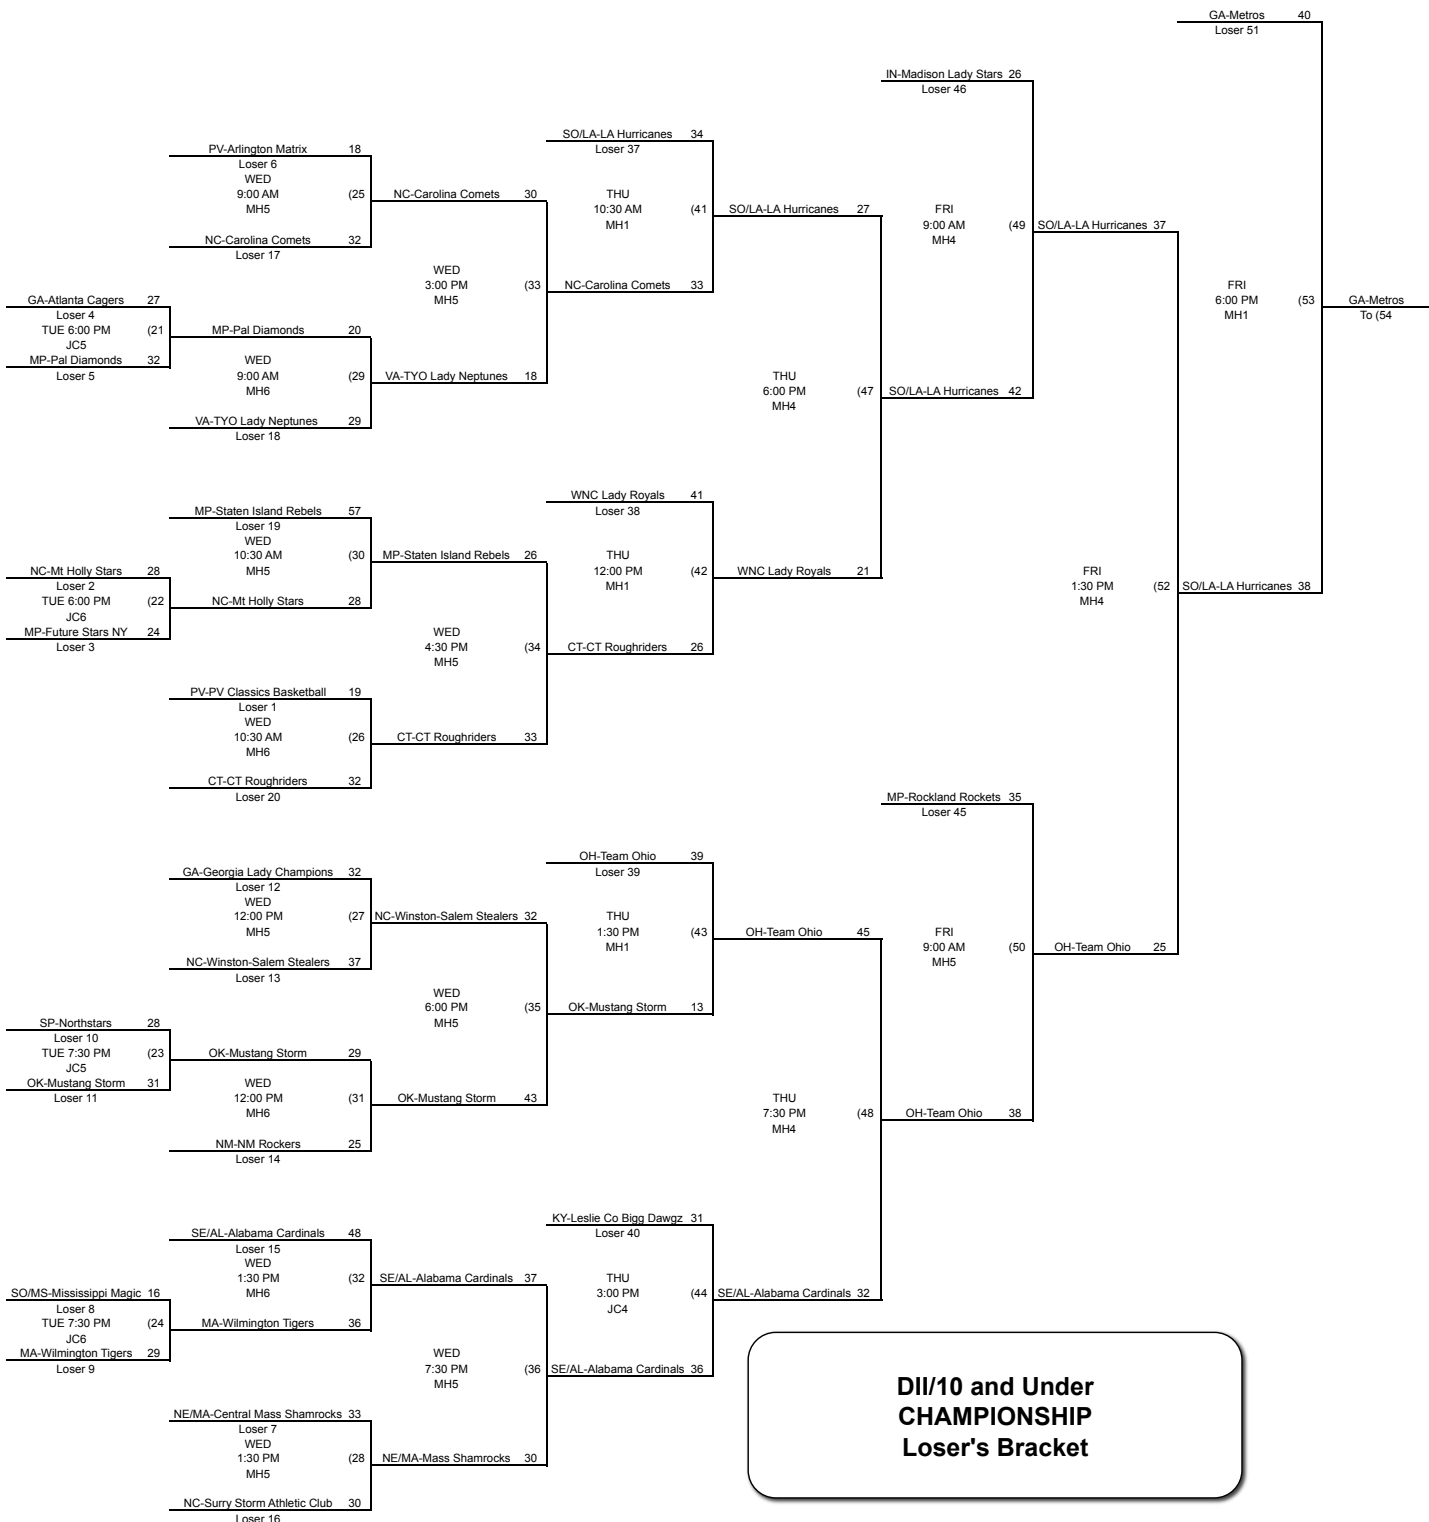 GA-Metros 40
Loser 51
IN-Madison Lady Stars 26
Loser 46
SO/LA-LA Hurricanes 34
Loser 37
PV-Arlington Matrix 18
Loser 6
WED
9:00 AM (25
MH5
NC-Carolina Comets 32
Loser 17
NC-Carolina Comets 30
THU
10:30 AM (41
MH1
SO/LA-LA Hurricanes 27
FRI
9:00 AM (49
MH4
SO/LA-LA Hurricanes 37
WED
3:00 PM (33
MH5
NC-Carolina Comets 33
FRI
6:00 PM (53
MH1
GA-Metros
To (54
GA-Atlanta Cagers 27
Loser 4
TUE 6:00 PM (21
JC5
MP-Pal Diamonds 32
Loser 5
MP-Pal Diamonds 20
WED
9:00 AM (29
MH6
VA-TYO Lady Neptunes 29
Loser 18
VA-TYO Lady Neptunes 18
THU
6:00 PM (47
MH4
SO/LA-LA Hurricanes 42
WNC Lady Royals 41
Loser 38
MP-Staten Island Rebels 57
Loser 19
WED
10:30 AM (30
MH5
MP-Staten Island Rebels 26
THU
12:00 PM (42
MH1
WNC Lady Royals 21
NC-Mt Holly Stars 28
Loser 2
TUE 6:00 PM (22
JC6
MP-Future Stars NY 24
Loser 3
NC-Mt Holly Stars 28
FRI
1:30 PM (52
MH4
SO/LA-LA Hurricanes 38
WED
4:30 PM (34
MH5
CT-CT Roughriders 26
PV-PV Classics Basketball 19
Loser 1
WED
10:30 AM (26
MH6
CT-CT Roughriders 32
Loser 20
CT-CT Roughriders 33
MP-Rockland Rockets 35
Loser 45
OH-Team Ohio 39
Loser 39
GA-Georgia Lady Champions 32
Loser 12
WED
12:00 PM (27
MH5
NC-Winston-Salem Stealers 37
Loser 13
NC-Winston-Salem Stealers 32
THU
1:30 PM (43
MH1
OH-Team Ohio 45
FRI
9:00 AM (50
MH5
OH-Team Ohio 25
WED
6:00 PM (35
MH5
OK-Mustang Storm 13
SP-Northstars 28
Loser 10
TUE 7:30 PM (23
JC5
OK-Mustang Storm 31
Loser 11
OK-Mustang Storm 29
WED
12:00 PM (31
MH6
NM-NM Rockers 25
Loser 14
OK-Mustang Storm 43
THU
7:30 PM (48
MH4
OH-Team Ohio 38
KY-Leslie Co Bigg Dawgz 31
Loser 40
SE/AL-Alabama Cardinals 48
Loser 15
WED
1:30 PM (32
MH6
SE/AL-Alabama Cardinals 37
THU
3:00 PM (44
JC4
SE/AL-Alabama Cardinals 32
SO/MS-Mississippi Magic 16
Loser 8
TUE 7:30 PM (24
JC6
MA-Wilmington Tigers 29
Loser 9
MA-Wilmington Tigers 36
WED
7:30 PM (36
MH5
SE/AL-Alabama Cardinals 36
NE/MA-Central Mass Shamrocks 33
Loser 7
WED
1:30 PM (28
MH5
NC-Surry Storm Athletic Club 30
Loser 16
NE/MA-Mass Shamrocks 30
DII/10 and Under
CHAMPIONSHIP
Loser's Bracket